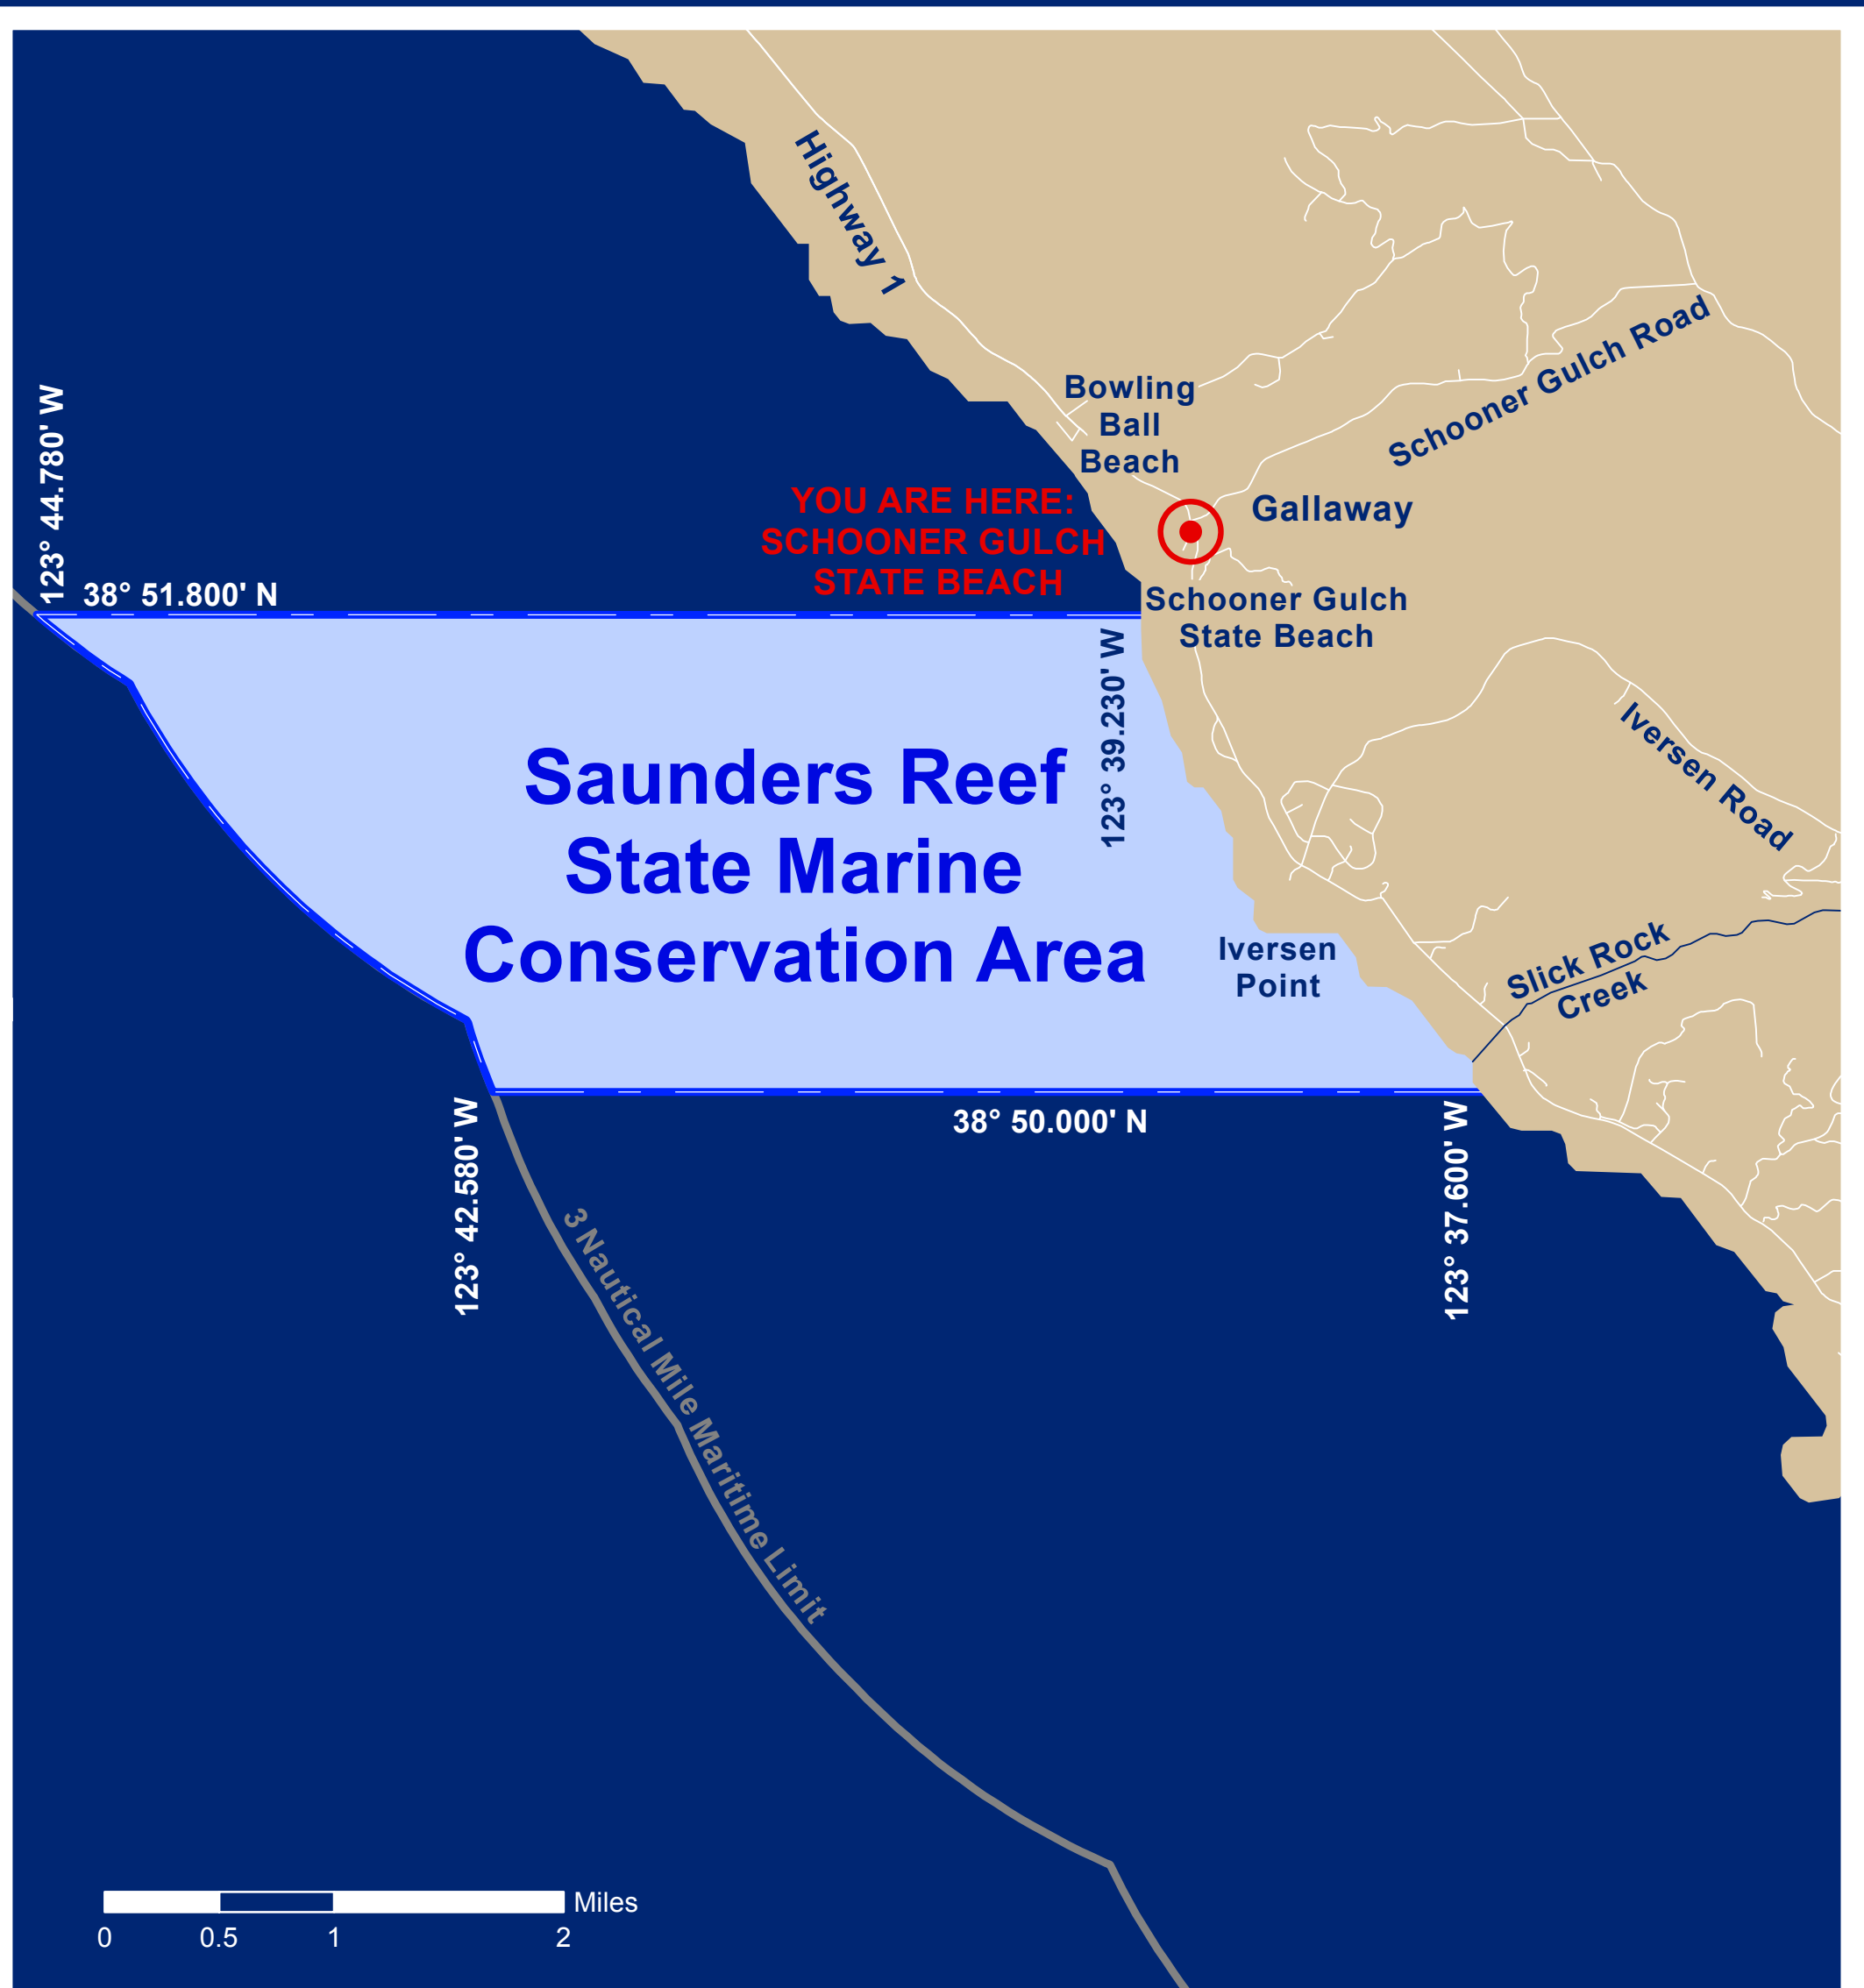 Highway 1
Bowling
Ball
Beach
Schooner Gulch Road
123° 44.780' W
YOU ARE HERE:
SCHOONER GULCH
STATE BEACH
Gallaway
38° 51.800' N
Schooner Gulch
State Beach
123° 39.230' W
Iversen Road
Saunders Reef
State Marine
Conservation Area
Iversen
Point
Slick Rock
Creek
38° 50.000' N
123° 42.580' W
123° 37.600' W
3 Nautical Mile Maritime Limit
Miles
0 0.5 1 2